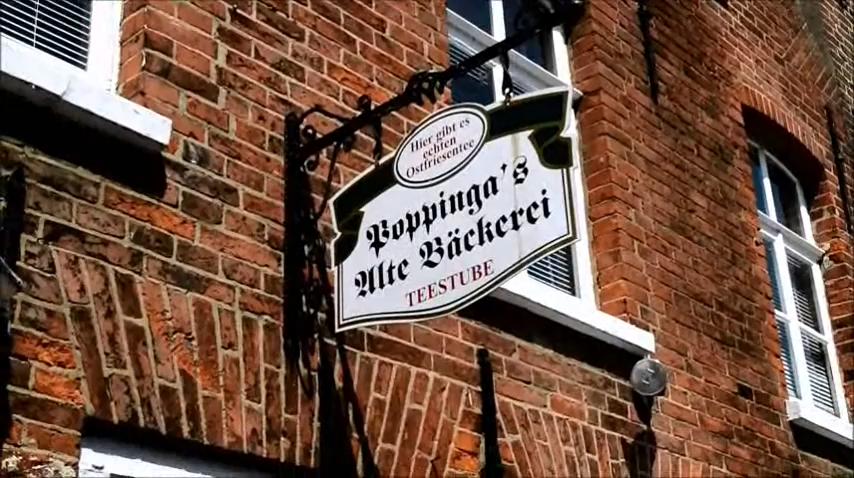 Hier gibt es
echten
Ostfriesentee
Poppinga's
Alte Bäckerei
TEESTUBE